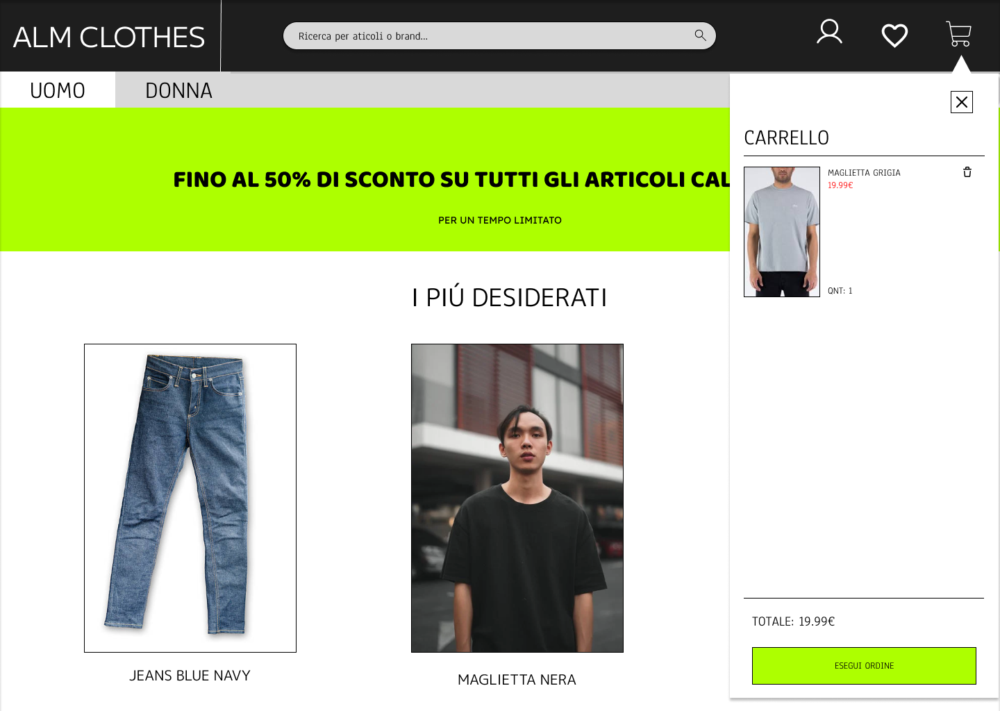 ALM CLOTHES
Ricerca per aticoli o brand...
UOMO
DONNA
FINO AL 50% DI SCONTO SU TUTTI GLI ARTICOLI CAL
PER UN TEMPO LIMITATO
I PIÚ DESIDERATI
JEANS BLUE NAVY
MAGLIETTA NERA
CARRELLO
MAGLIETTA GRIGIA
19.99€
QNT: 1
TOTALE: 19.99€
ESEGUI ORDINE